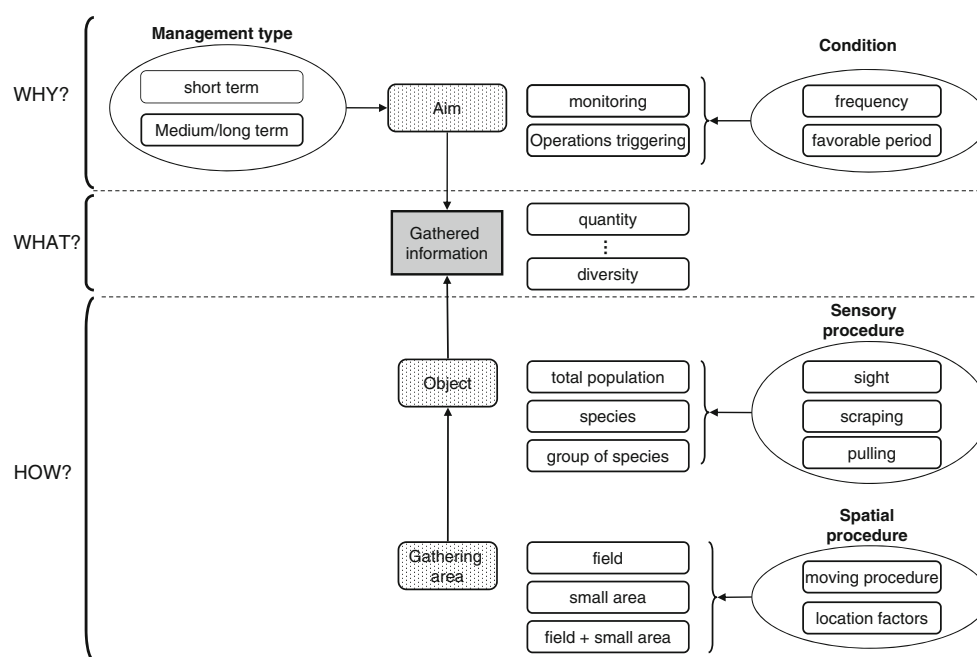 Management type
Condition
WHY?
short term
Medium/long term
Aim
monitoring
Operations triggering
frequency
favorable period
WHAT?
Gathered
information
quantity
⋮
diversity
Sensory
procedure
HOW?
Object
total population
species
group of species
sight
scraping
pulling
Spatial
procedure
Gathering
area
field
small area
field + small area
moving procedure
location factors